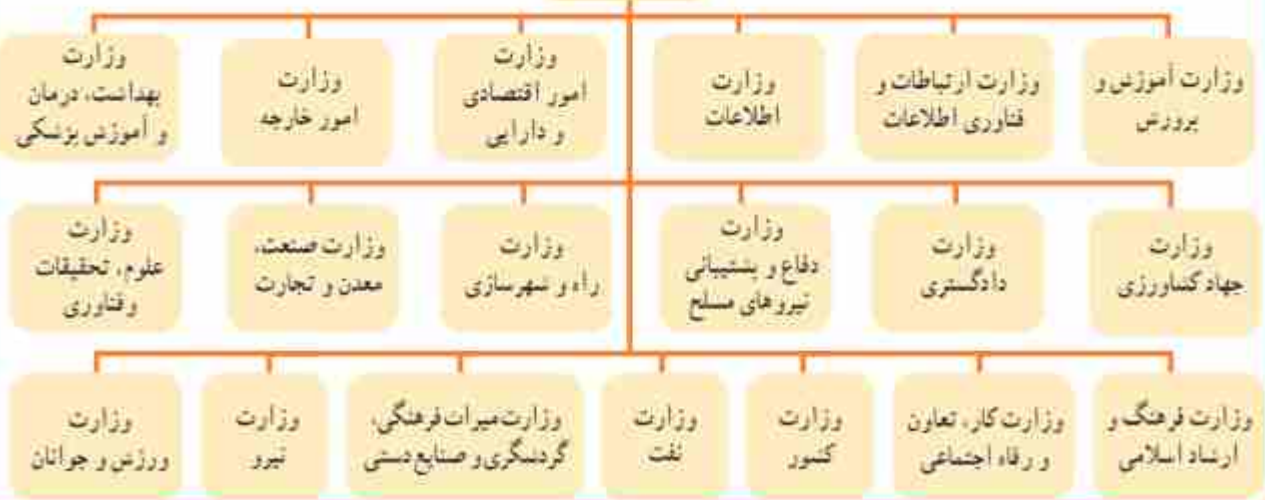 وزارت آموزش و
پرورش
وزارت ارتباطات و
فناوری اطلاعات
وزارت
اطلاعات
وزارت
امور اقتصادی
و دارایی
وزارت
امور خارجه
وزارت
بهداشت، درمان
و آموزش پزشکی
وزارت
جهاد کشاورزی
وزارت
دادگستری
وزارت
دفاع و پشتیبانی
نیروهای مسلح
وزارت
راه و شهرسازی
وزارت صنعت،
معدن و تجارت
وزارت
علوم، تحقیقات
و فناوری
وزارت فرهنگ و
ارشاد اسلامی
وزارت کار، تعاون
و رفاه اجتماعی
وزارت
کشور
وزارت
نفت
وزارت میراث فرهنگی،
گردشگری و صنایع دستی
وزارت
نیرو
وزارت
ورزش و جوانان